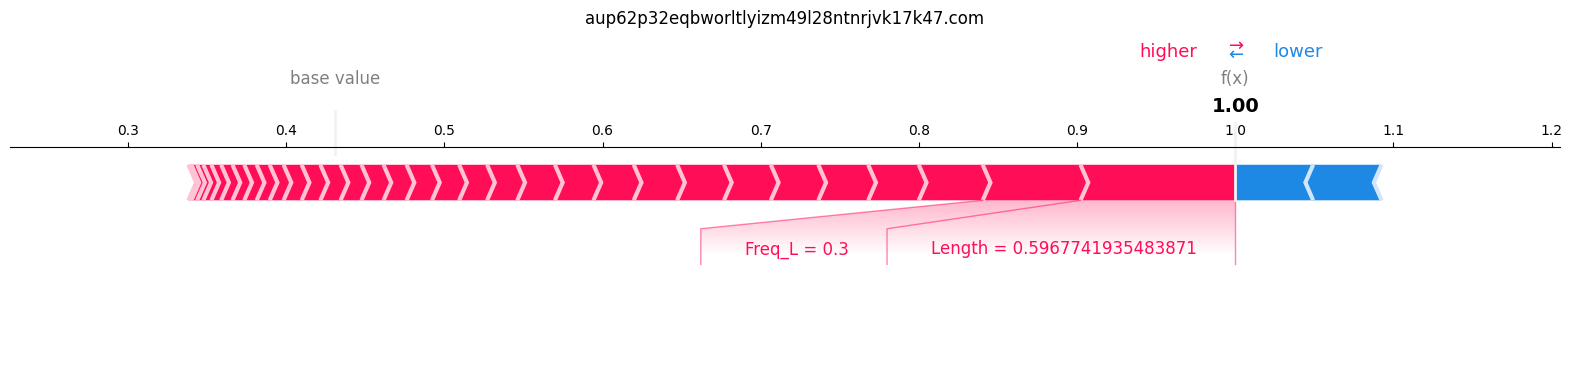 aup62p32eqbworltlyizm49l28ntnrjvk17k47.com
higher ⇄ lower
base value f(x)
1.00
0.3 0.4 0.5 0.6 0.7 0.8 0.9 1.0 1.1 1.2
Freq_L = 0.3 Length = 0.5967741935483871